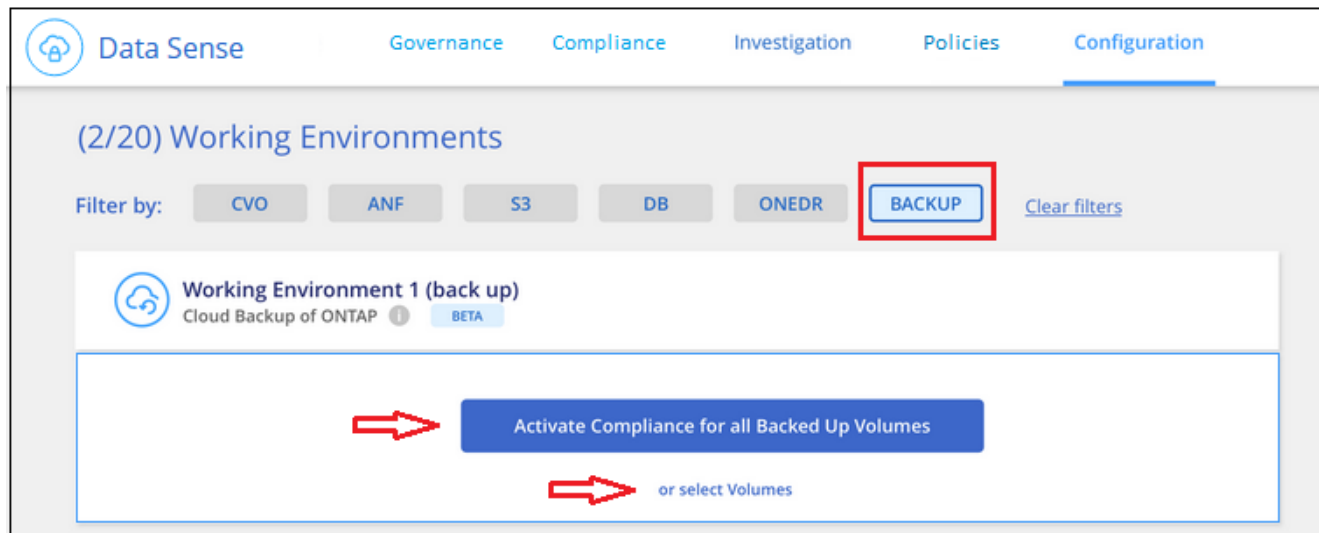 Data Sense Governance Compliance Investigation Policies Configuration
(2/20) Working Environments
Filter by: CVO ANF S3 DB ONEDR BACKUP Clear filters
Working Environment 1 (back up)
Cloud Backup of ONTAP i BETA
Activate Compliance for all Backed Up Volumes
or select Volumes